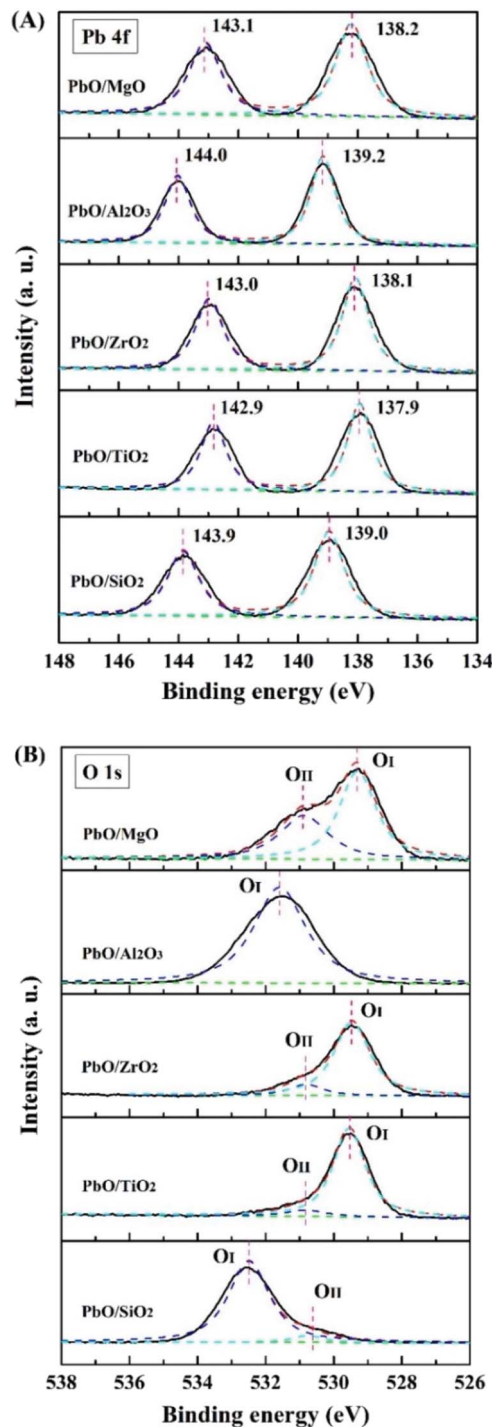 (A)
Pb 4f
143.1
138.2
PbO/MgO
144.0
139.2
PbO/Al2O3
143.0
138.1
PbO/ZrO2
142.9
137.9
PbO/TiO2
143.9
139.0
PbO/SiO2
Intensity (a. u.)
148 146 144 142 140 138 136 134
Binding energy (eV)
(B)
O 1s
OII
OI
PbO/MgO
OI
PbO/Al2O3
OII
OI
PbO/ZrO2
OII
OI
PbO/TiO2
OI
OII
PbO/SiO2
Intensity (a. u.)
538 536 534 532 530 528 526
Binding energy (eV)